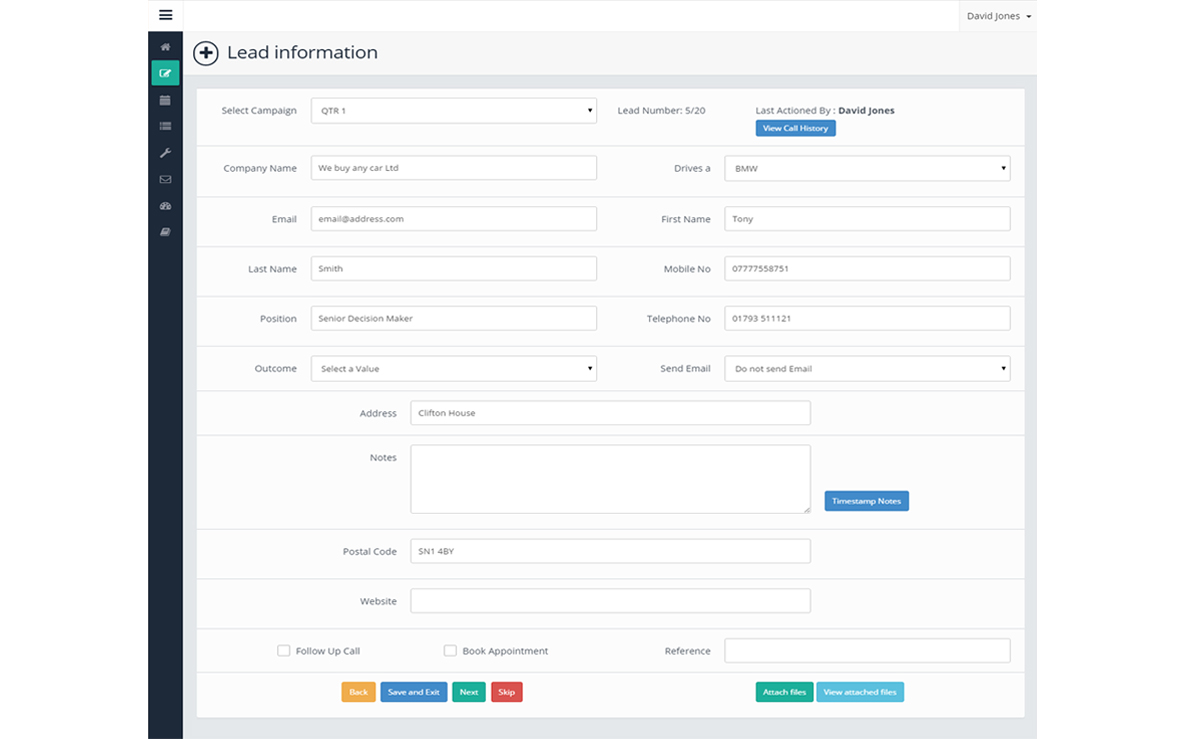 David Jones
Lead information
Select Campaign QTR 1 Lead Number: 5/20 Last Actioned By : David Jones
View Call History
Company Name We buy any car Ltd Drives a BMW
Email email@address.com First Name Tony
Last Name Smith Mobile No 07777558751
Position Senior Decision Maker Telephone No 01793 511121
Outcome Select a Value Send Email Do not send Email
Address Clifton House
Notes
Timestamp Notes
Postal Code SN1 4BY
Website
Follow Up Call Book Appointment Reference
Back Save and Exit Next Skip Attach files View attached files